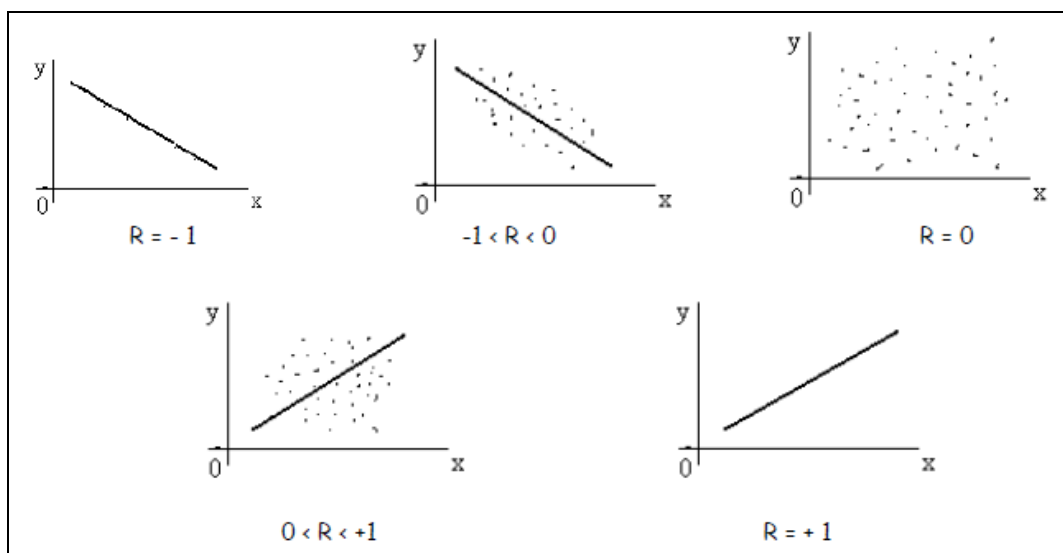 y
0
x
R = - 1
y
0
x
-1 < R < 0
y
0
x
R = 0
y
0
x
0 < R < +1
y
0
x
R = + 1